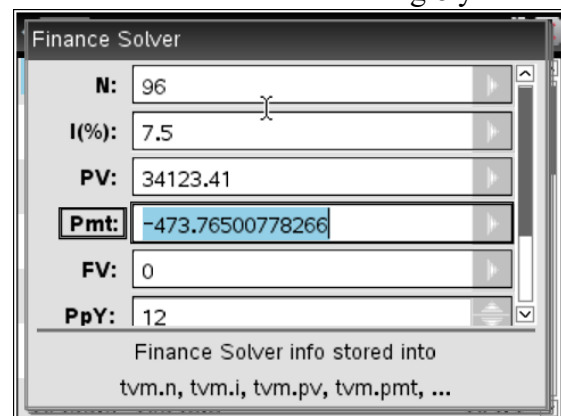 Finance Solver
N: 96
I(%): 7.5
PV: 34123.41
Pmt: -473.76500778266
FV: 0
PpY: 12
Finance Solver info stored into
tvm.n, tvm.i, tvm.pv, tvm.pmt, ...